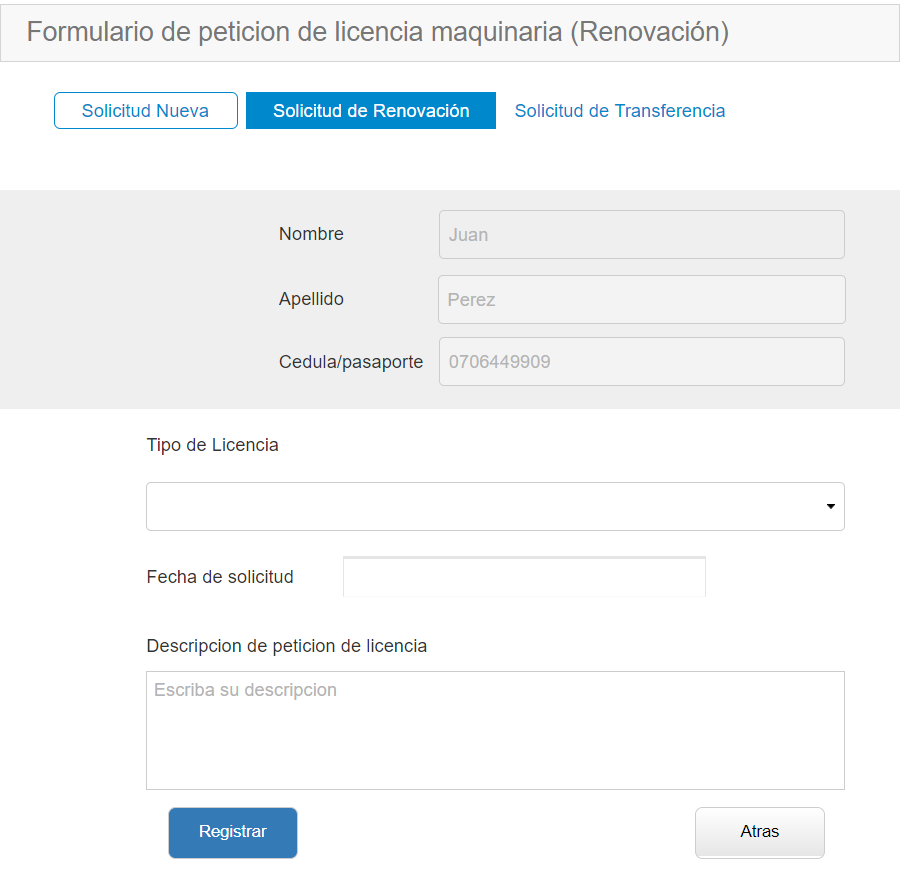 Formulario de peticion de licencia maquinaria (Renovación)
Solicitud Nueva Solicitud de Renovación Solicitud de Transferencia
Nombre Juan
Apellido Perez
Cedula/pasaporte 0706449909
Tipo de Licencia
Fecha de solicitud
Descripcion de peticion de licencia
Escriba su descripcion
Registrar Atras